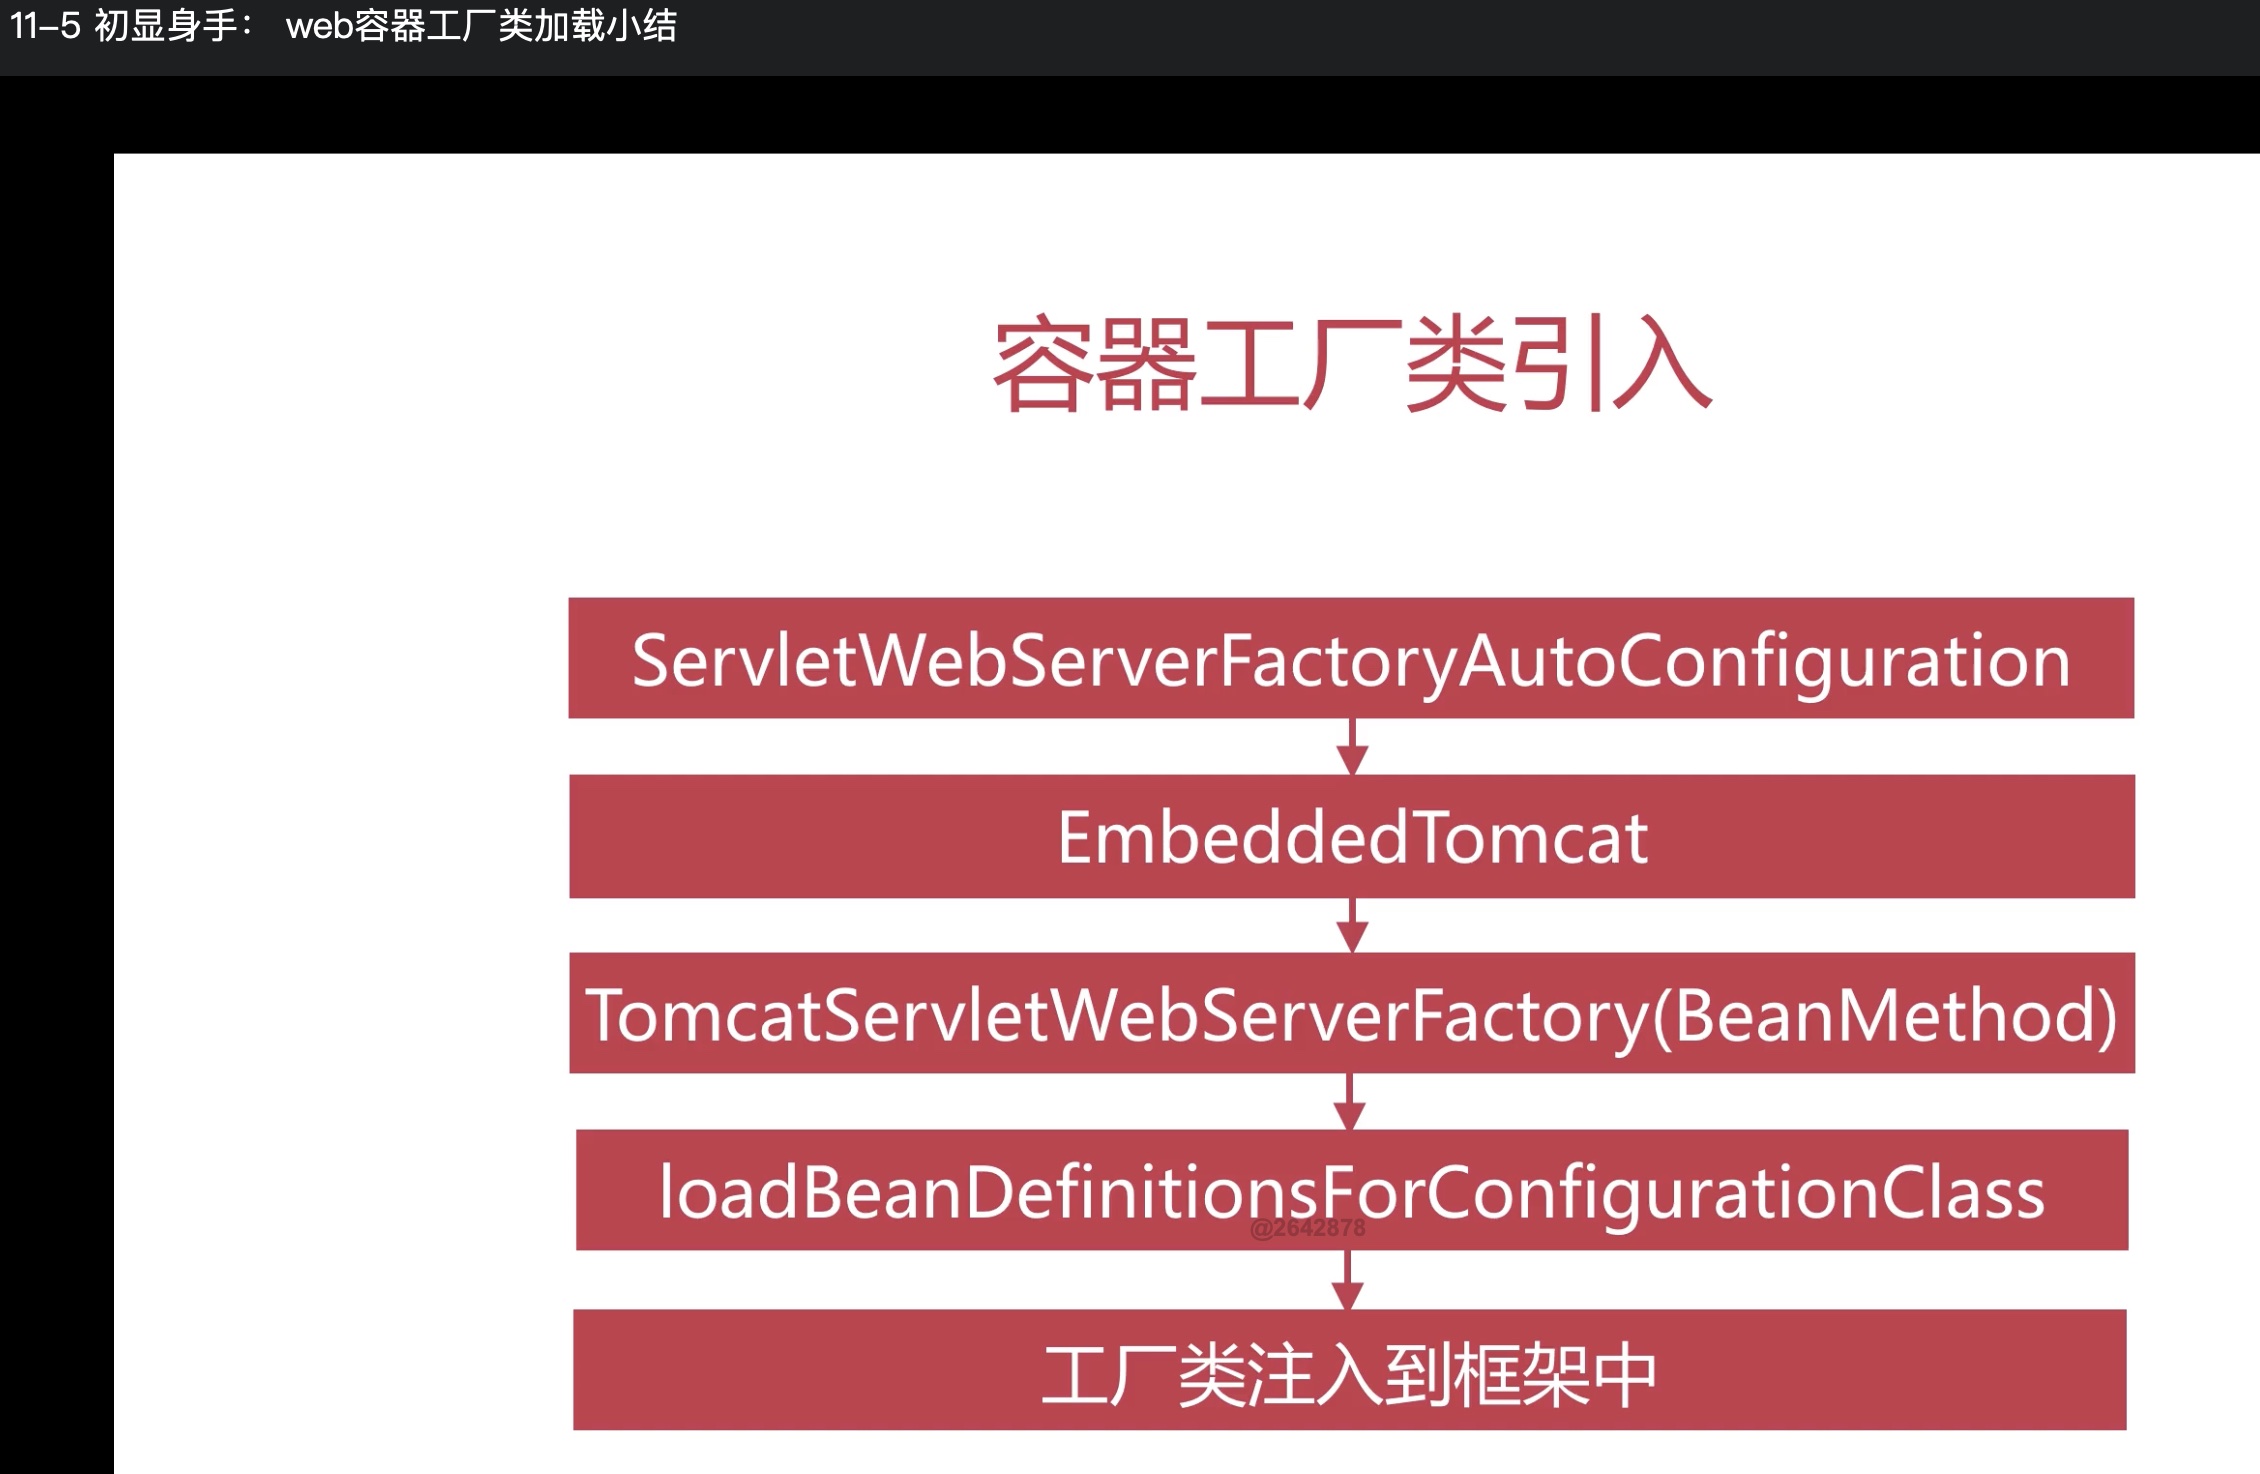 11-5 初显身手： web容器工厂类加载小结
容器工厂类引入
ServletWebServerFactoryAutoConfiguration
EmbeddedTomcat
TomcatServletWebServerFactory(BeanMethod)
loadBeanDefinitionsForConfigurationClass
@2642878
工厂类注入到框架中